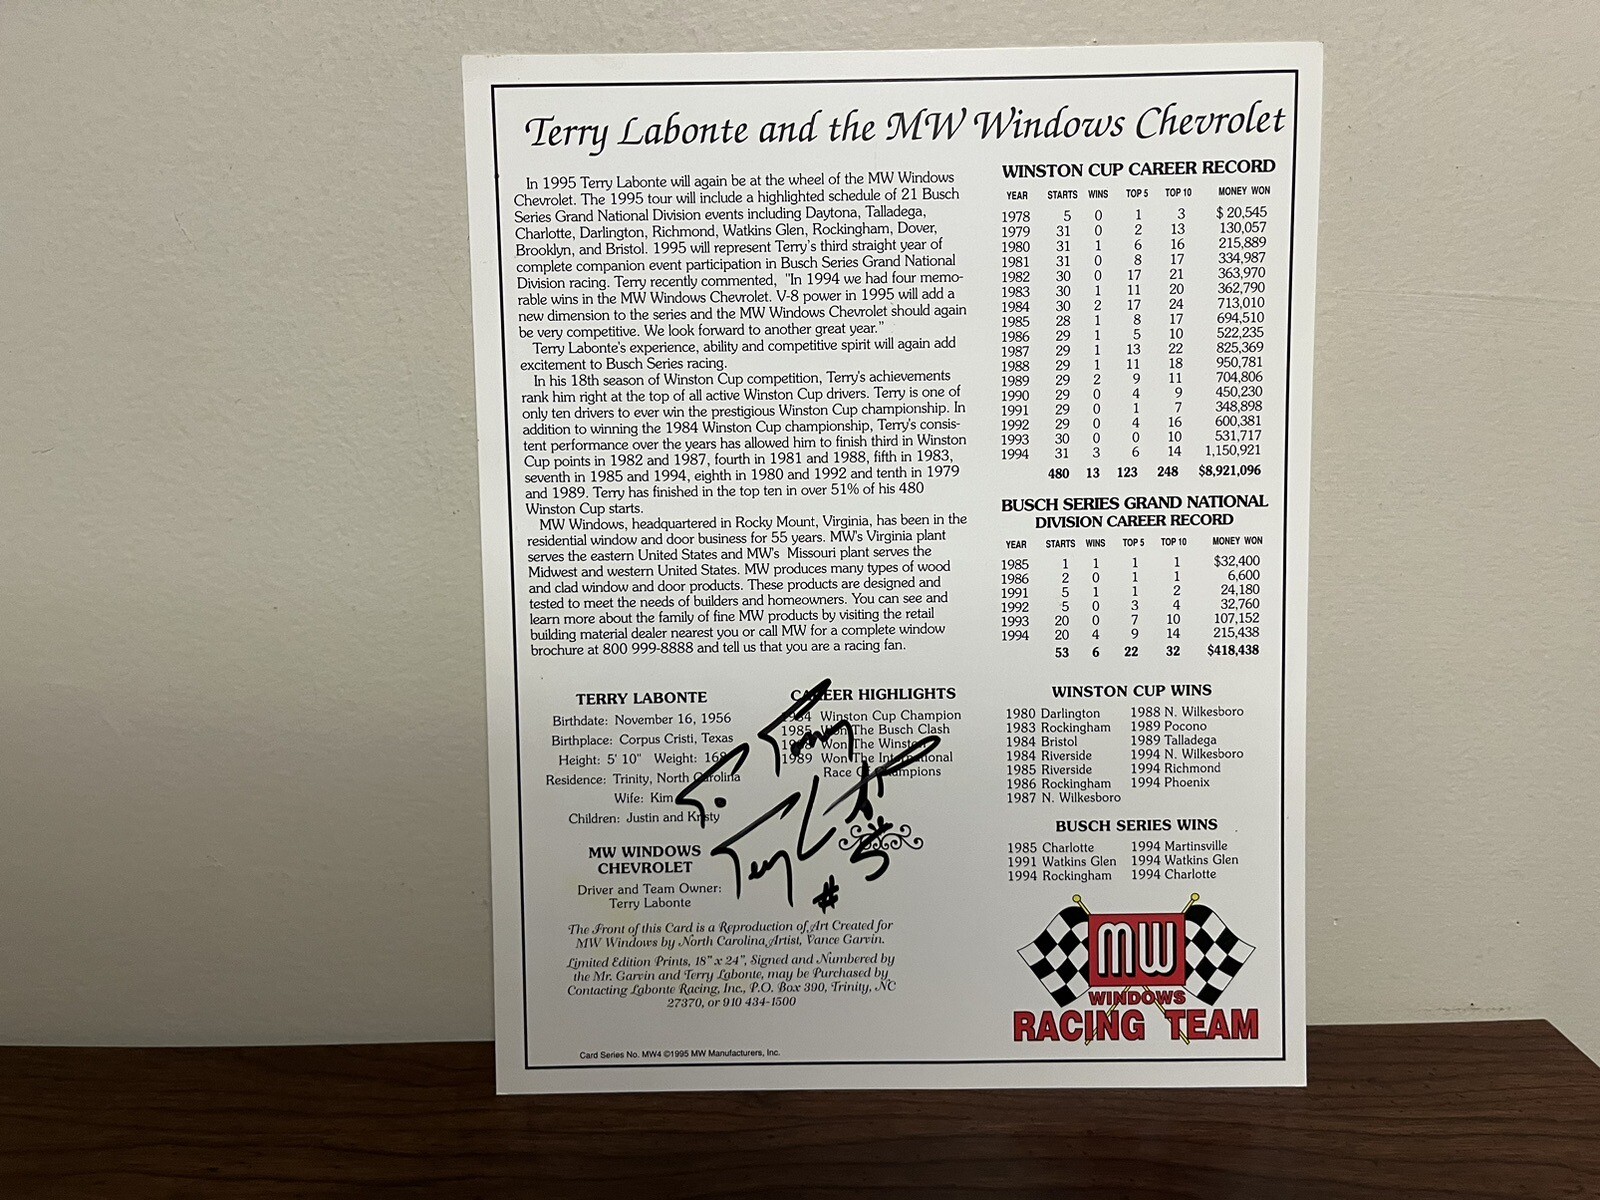 Terry Labonte and the MW Windows Chevrolet
In 1995 Terry Labonte will again be at the wheel of the MW Windows
Chevrolet. The 1995 tour will include a highlighted schedule of 21 Busch
Series Grand National Division events including Daytona, Talladega,
Charlotte, Darlington, Richmond, Watkins Glen, Rockingham, Dover,
Brooklyn, and Bristol. 1995 will represent Terry's third straight year of
complete companion event participation in Busch Series Grand National
Division racing. Terry recently commented, "In 1994 we had four memo-
rable wins in the MW Windows Chevrolet. V-8 power in 1995 will add a
new dimension to the series and the MW Windows Chevrolet should again
be very competitive. We look forward to another great year."
Terry Labonte's experience, ability and competitive spirit will again add
excitement to Busch Series racing.
In his 18th season of Winston Cup competition, Terry's achievements
rank him right at the top of all active Winston Cup drivers. Terry is one of
only ten drivers to ever win the prestigious Winston Cup championship. In
addition to winning the 1984 Winston Cup championship, Terry's consis-
tent performance over the years has allowed him to finish third in Winston
Cup points in 1982 and 1987, fourth in 1981 and 1988, fifth in 1983,
seventh in 1985 and 1994, eighth in 1980 and 1992 and tenth in 1979
and 1989. Terry has finished in the top ten in over 51% of his 480
Winston Cup starts.
MW Windows, headquartered in Rocky Mount, Virginia, has been in the
residential window and door business for 55 years. MW's Virginia plant
serves the eastern United States and MW's Missouri plant serves the
Midwest and western United States. MW produces many types of wood
and clad window and door products. These products are designed and
tested to meet the needs of builders and homeowners. You can see and
learn more about the family of fine MW products by visiting the retail
building material dealer nearest you or call MW for a complete window
brochure at 800 999-8888 and tell us that you are a racing fan.
WINSTON CUP CAREER RECORD
YEAR STARTS WINS TOP 5 TOP 10 MONEY WON
1978 5 0 1 3 $ 20,545
1979 31 0 2 13 130,057
1980 31 1 6 16 215,889
1981 31 0 8 17 334,987
1982 30 0 17 21 363,970
1983 30 1 11 20 362,790
1984 30 2 17 24 713,010
1985 28 1 8 17 694,510
1986 29 1 5 10 522,235
1987 29 1 13 22 825,369
1988 29 1 11 18 950,781
1989 29 2 9 11 704,806
1990 29 0 4 9 450,230
1991 29 0 1 7 348,898
1992 29 0 4 16 600,381
1993 30 0 0 10 531,717
1994 31 3 6 14 1,150,921
480 13 123 248 $8,921,096
BUSCH SERIES GRAND NATIONAL
DIVISION CAREER RECORD
YEAR STARTS WINS TOP 5 TOP 10 MONEY WON
1985 1 1 1 1 $32,400
1986 2 0 1 1 6,600
1991 5 1 1 2 24,180
1992 5 0 3 4 32,760
1993 20 0 7 10 107,152
1994 20 4 9 14 215,438
53 6 22 32 $418,438
TERRY LABONTE
Birthdate: November 16, 1956
Birthplace: Corpus Cristi, Texas
Height: 5' 10" Weight: 168
Residence: Trinity, North Carolina
Wife: Kim
Children: Justin and Kristy
MW WINDOWS
CHEVROLET
Driver and Team Owner:
Terry Labonte
CAREER HIGHLIGHTS
1984 Winston Cup Champion
1985 Won The Busch Clash
1988 Won The Winston
1989 Won The International
Race Of Champions
To
Terry L
#5
WINSTON CUP WINS
1980 Darlington 1988 N. Wilkesboro
1983 Rockingham 1989 Pocono
1984 Bristol 1989 Talladega
1984 Riverside 1994 N. Wilkesboro
1985 Riverside 1994 Richmond
1986 Rockingham 1994 Phoenix
1987 N. Wilkesboro
BUSCH SERIES WINS
1985 Charlotte 1994 Martinsville
1991 Watkins Glen 1994 Watkins Glen
1994 Rockingham 1994 Charlotte
The Front of this Card is a Reproduction of Art Created for
MW Windows by North Carolina Artist, Vance Garvin.
Limited Edition Prints, 18" x 24", Signed and Numbered by
the Mr. Garvin and Terry Labonte, may be Purchased by
Contacting Labonte Racing, Inc., P.O. Box 390, Trinity, NC
27370, or 910 434-1500
MW
WINDOWS
RACING TEAM
Card Series No. MW4 ©1995 MW Manufacturers, Inc.